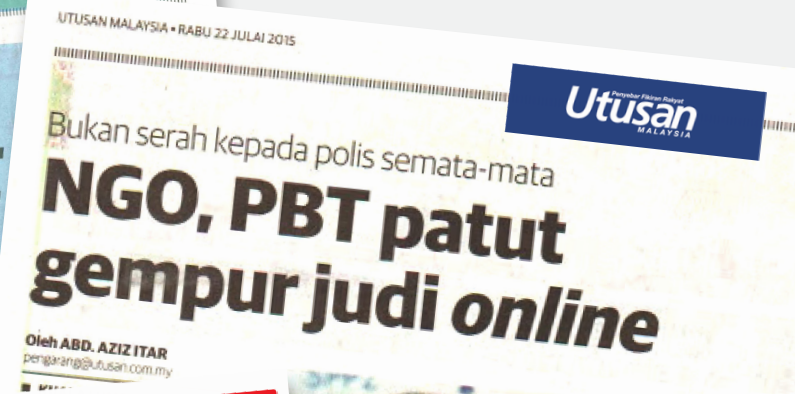 UTUSAN MALAYSIA • RABU 22 JULAI 2015
Penyebar Fikiran Rakyat
Utusan
MALAYSIA
Bukan serah kepada polis semata-mata
NGO, PBT patut
gempur judi online
Oleh ABD. AZIZ ITAR
pengarang@utusan.com.my